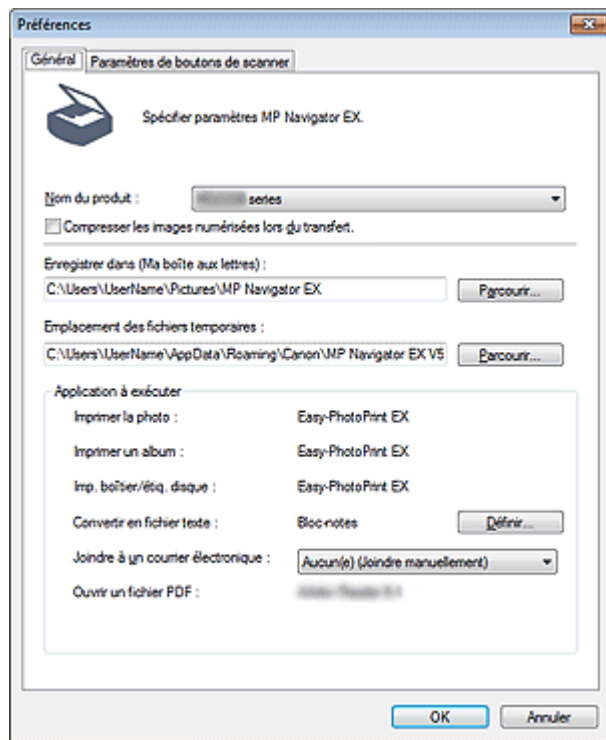 Préférences
Général
Paramètres de boutons de scanner
Spécifier paramètres MP Navigator EX.
Nom du produit : series
Compresser les images numérisées lors du transfert.
Enregistrer dans (Ma boîte aux lettres) :
C:\Users\UserName\Pictures\MP Navigator EX
Parcourir...
Emplacement des fichiers temporaires :
C:\Users\UserName\AppData\Roaming\Canon\MP Navigator EX V5
Parcourir...
Application à exécuter
Imprimer la photo : Easy-PhotoPrint EX
Imprimer un album : Easy-PhotoPrint EX
Imp. boîtier/étiq. disque : Easy-PhotoPrint EX
Convertir en fichier texte : Bloc-notes Définir...
Joindre à un courrier électronique : Aucun(e) (Joindre manuellement)
Ouvrir un fichier PDF :
OK Annuler